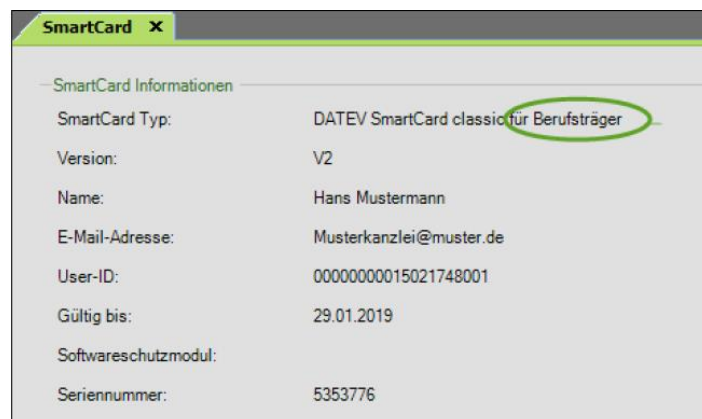 SmartCard X
SmartCard Informationen
SmartCard Typ: DATEV SmartCard classic für Berufsträger
Version: V2
Name: Hans Mustermann
E-Mail-Adresse: Musterkanzlei@muster.de
User-ID: 00000000015021748001
Gültig bis: 29.01.2019
Softwareschutzmodul:
Seriennummer: 5353776